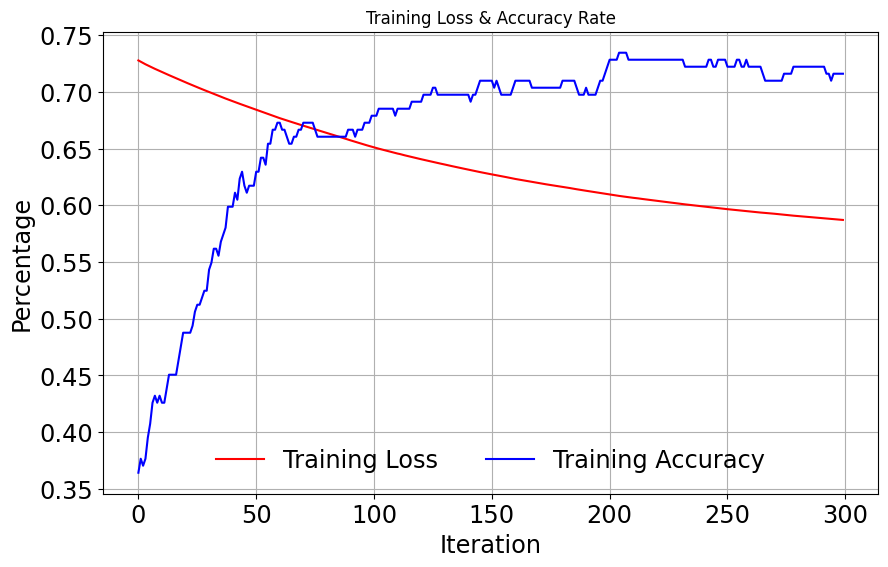 Training Loss & Accuracy Rate
0.75
0.70
0.65
0.60
0.55
0.50
0.45
0.40
0.35
Percentage
Training Loss
Training Accuracy
0 50 100 150 200 250 300
Iteration